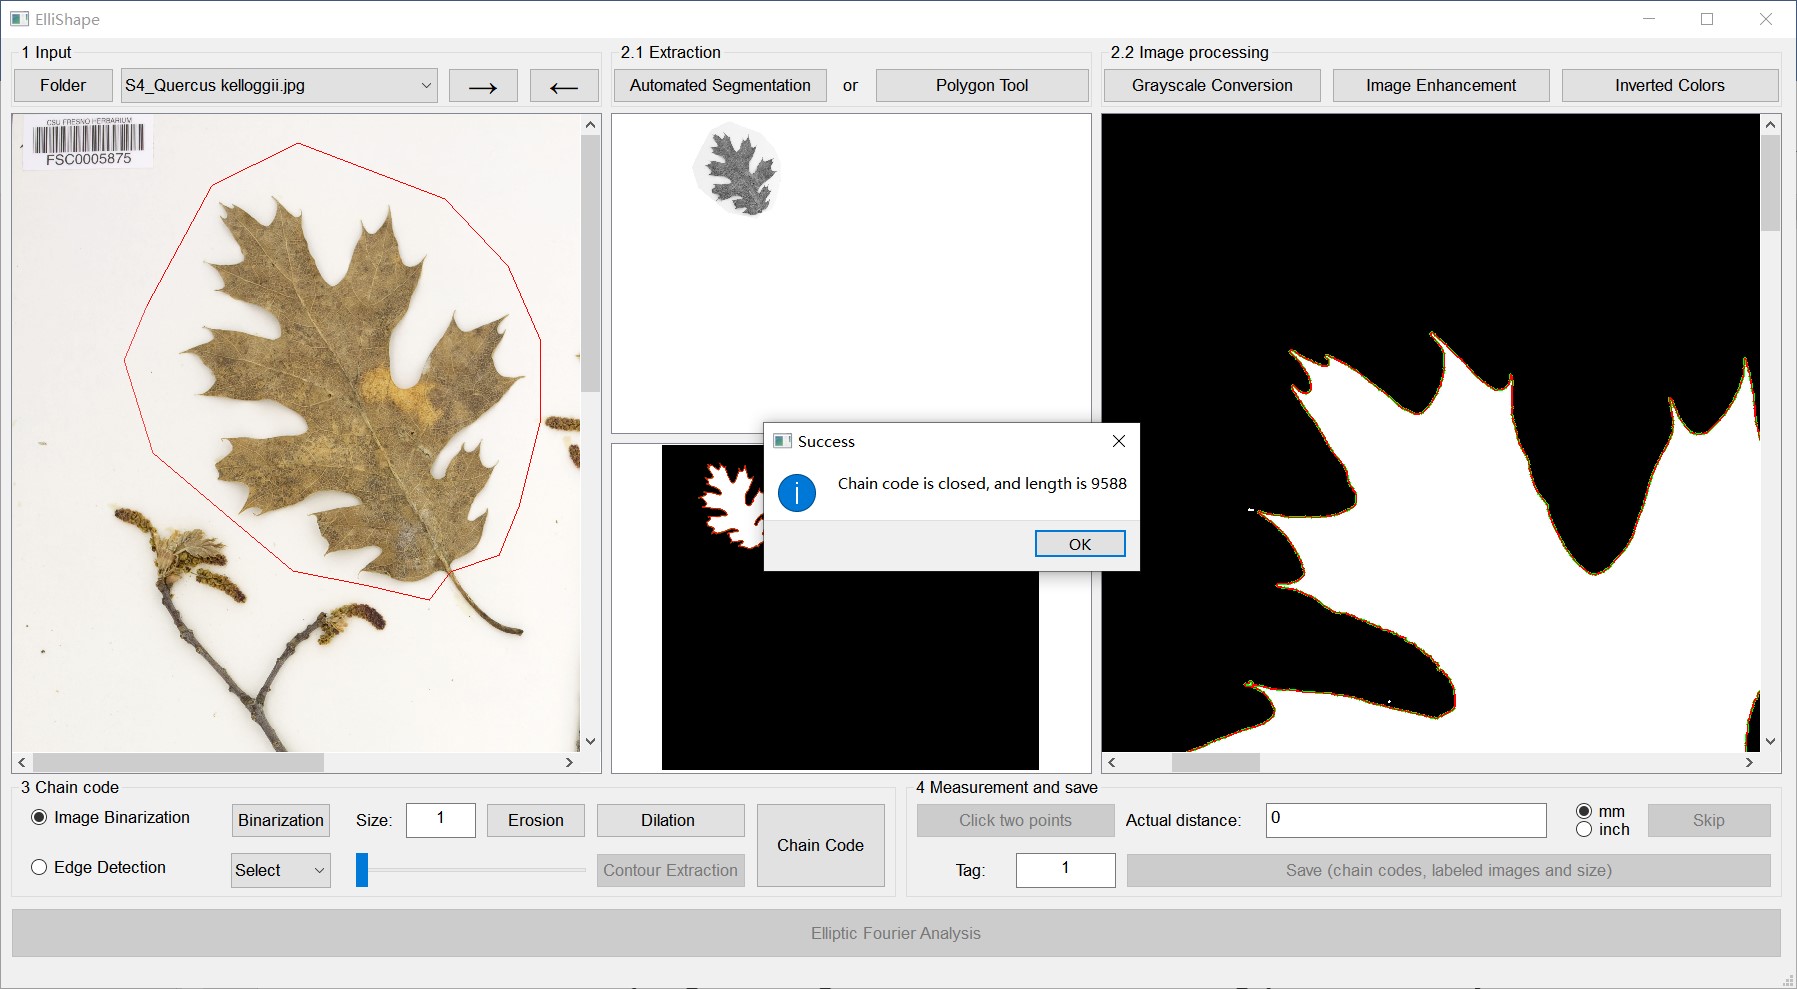 ElliShape
1 Input
Folder
S4_Quercus kelloggii.jpg
→
←
2.1 Extraction
Automated Segmentation
or
Polygon Tool
2.2 Image processing
Grayscale Conversion
Image Enhancement
Inverted Colors
CSU FRESNO HERBARIUM
FSC0005875
Success
Chain code is closed, and length is 9588
OK
3 Chain code
Image Binarization
Binarization
Size:
1
Erosion
Dilation
Chain Code
Edge Detection
Select
Contour Extraction
4 Measurement and save
Click two points
Actual distance:
0
mm
inch
Skip
Tag:
1
Save (chain codes, labeled images and size)
Elliptic Fourier Analysis